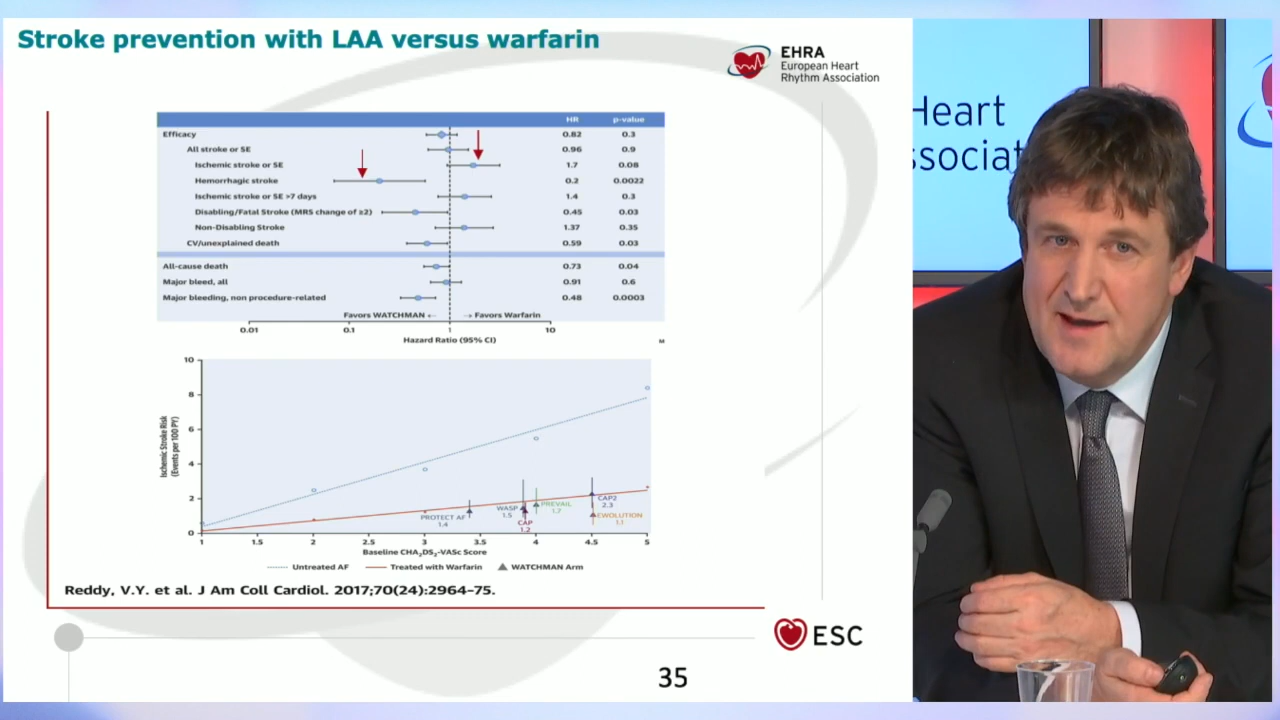 Stroke prevention with LAA versus warfarin
EHRA
European Heart
Rhythm Association
HR p-value
Efficacy 0.82 0.3
All stroke or SE 0.96 0.9
Ischemic stroke or SE 1.7 0.08
Hemorrhagic stroke 0.2 0.0022
Ischemic stroke or SE >7 days 1.4 0.3
Disabling/Fatal Stroke (MRS change of ≥2) 0.45 0.03
Non-Disabling Stroke 1.37 0.35
CV/unexplained death 0.59 0.03
All-cause death 0.73 0.04
Major bleed, all 0.91 0.6
Major bleeding, non procedure-related 0.48 0.0003
Favors WATCHMAN ← → Favors Warfarin
0.01 0.1 1 10
Hazard Ratio (95% CI)
M
10
8
6
4
2
0
Ischemic Stroke Risk
(Events per 100 PY)
PROTECT AF
1.4
WASP
1.5
CAP
1.2
PREVAIL
1.7
CAP2
2.3
EWOLUTION
1.1
1 1.5 2 2.5 3 3.5 4 4.5 5
Baseline CHA₂DS₂-VASc Score
Untreated AF Treated with Warfarin WATCHMAN Arm
Reddy, V.Y. et al. J Am Coll Cardiol. 2017;70(24):2964–75.
ESC
35
Heart
ssociat